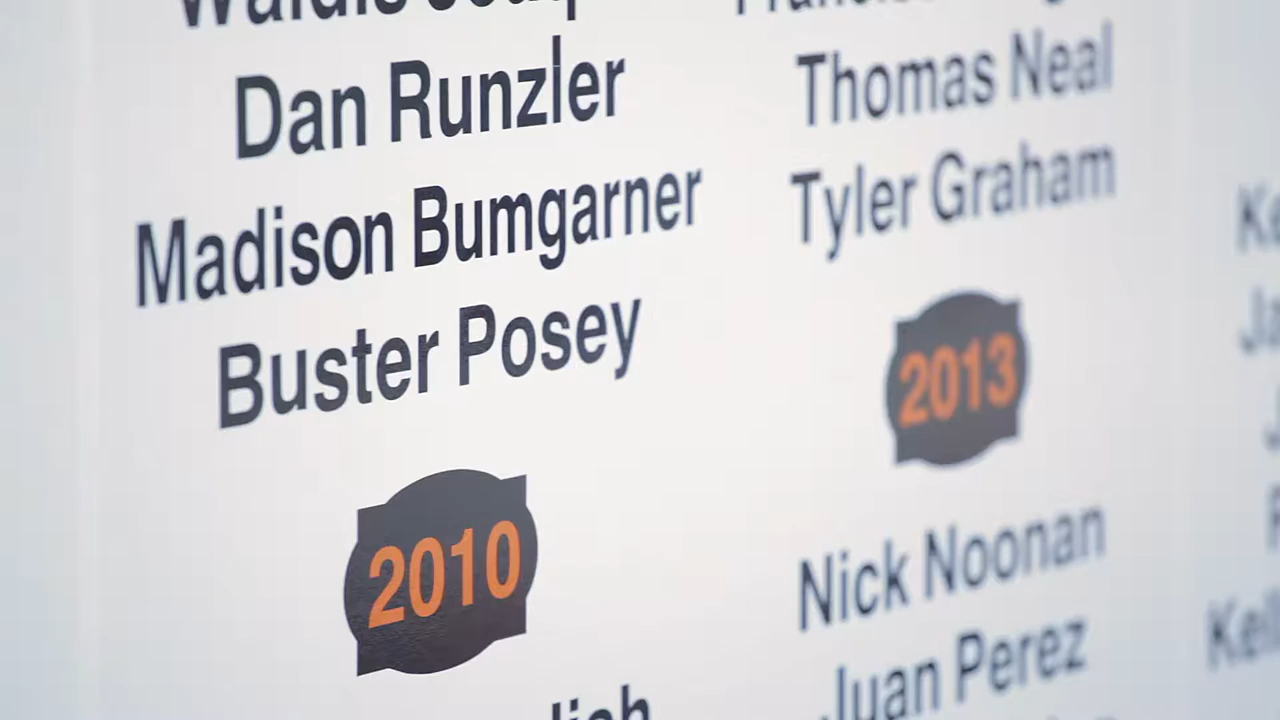 Dan Runzler
Madison Bumgarner
Buster Posey
2010
Thomas Neal
Tyler Graham
2013
Nick Noonan
Juan Perez